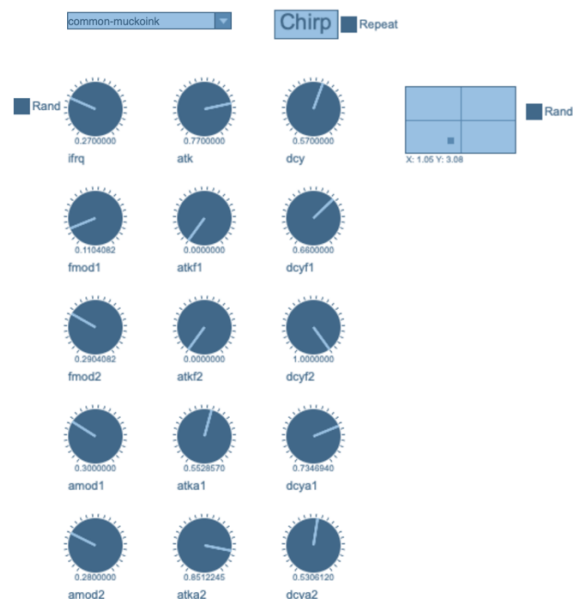 common-muckoink
Chirp
Repeat
Rand
0.2700000
0.7700000
0.5700000
ifrq
atk
dcy
X: 1.05 Y: 3.08
Rand
0.1104082
0.0000000
0.6600000
fmod1
atkf1
dcyf1
0.2904082
0.0000000
1.0000000
fmod2
atkf2
dcyf2
0.3000000
0.5528570
0.7346940
amod1
atka1
dcya1
0.2800000
0.8512245
0.5306120
amod2
atka2
dcya2